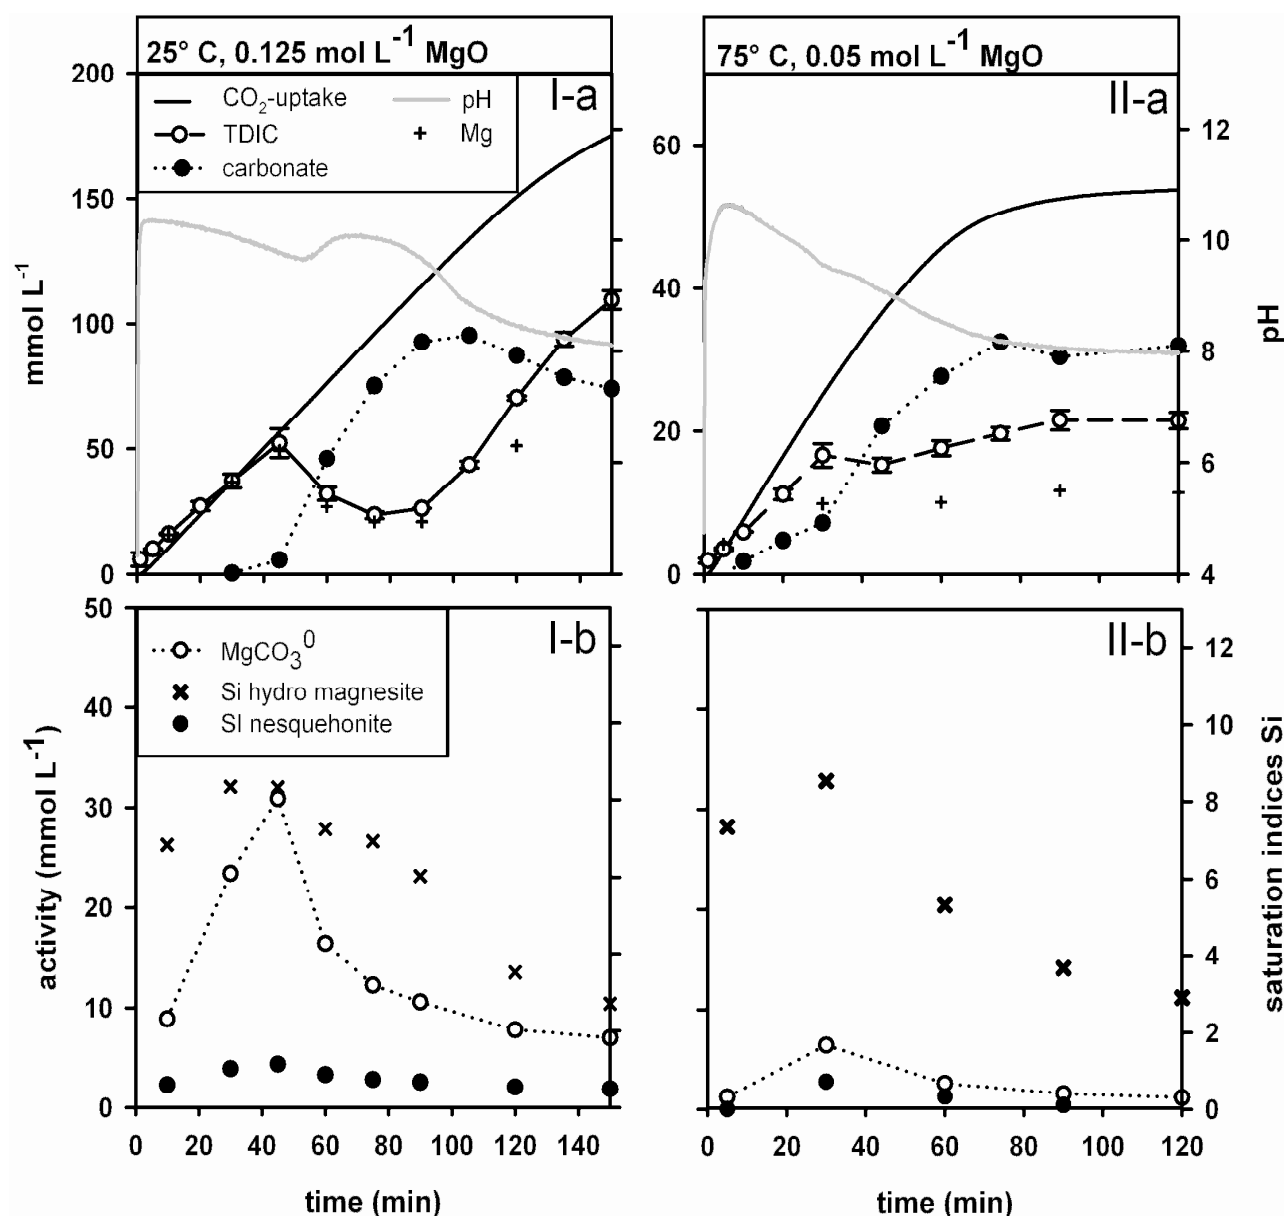 25° C, 0.125 mol L⁻¹ MgO
75° C, 0.05 mol L⁻¹ MgO
200
150
100
50
0
mmol L⁻¹
I-a
CO₂-uptake
pH
TDIC
Mg
carbonate
60
40
20
0
II-a
12
10
8
6
4
pH
50
40
30
20
10
0
activity (mmol L⁻¹)
I-b
MgCO₃⁰
Si hydro magnesite
SI nesquehonite
0 20 40 60 80 100 120 140
time (min)
II-b
12
10
8
6
4
2
0
saturation indices Si
0 20 40 60 80 100 120
time (min)